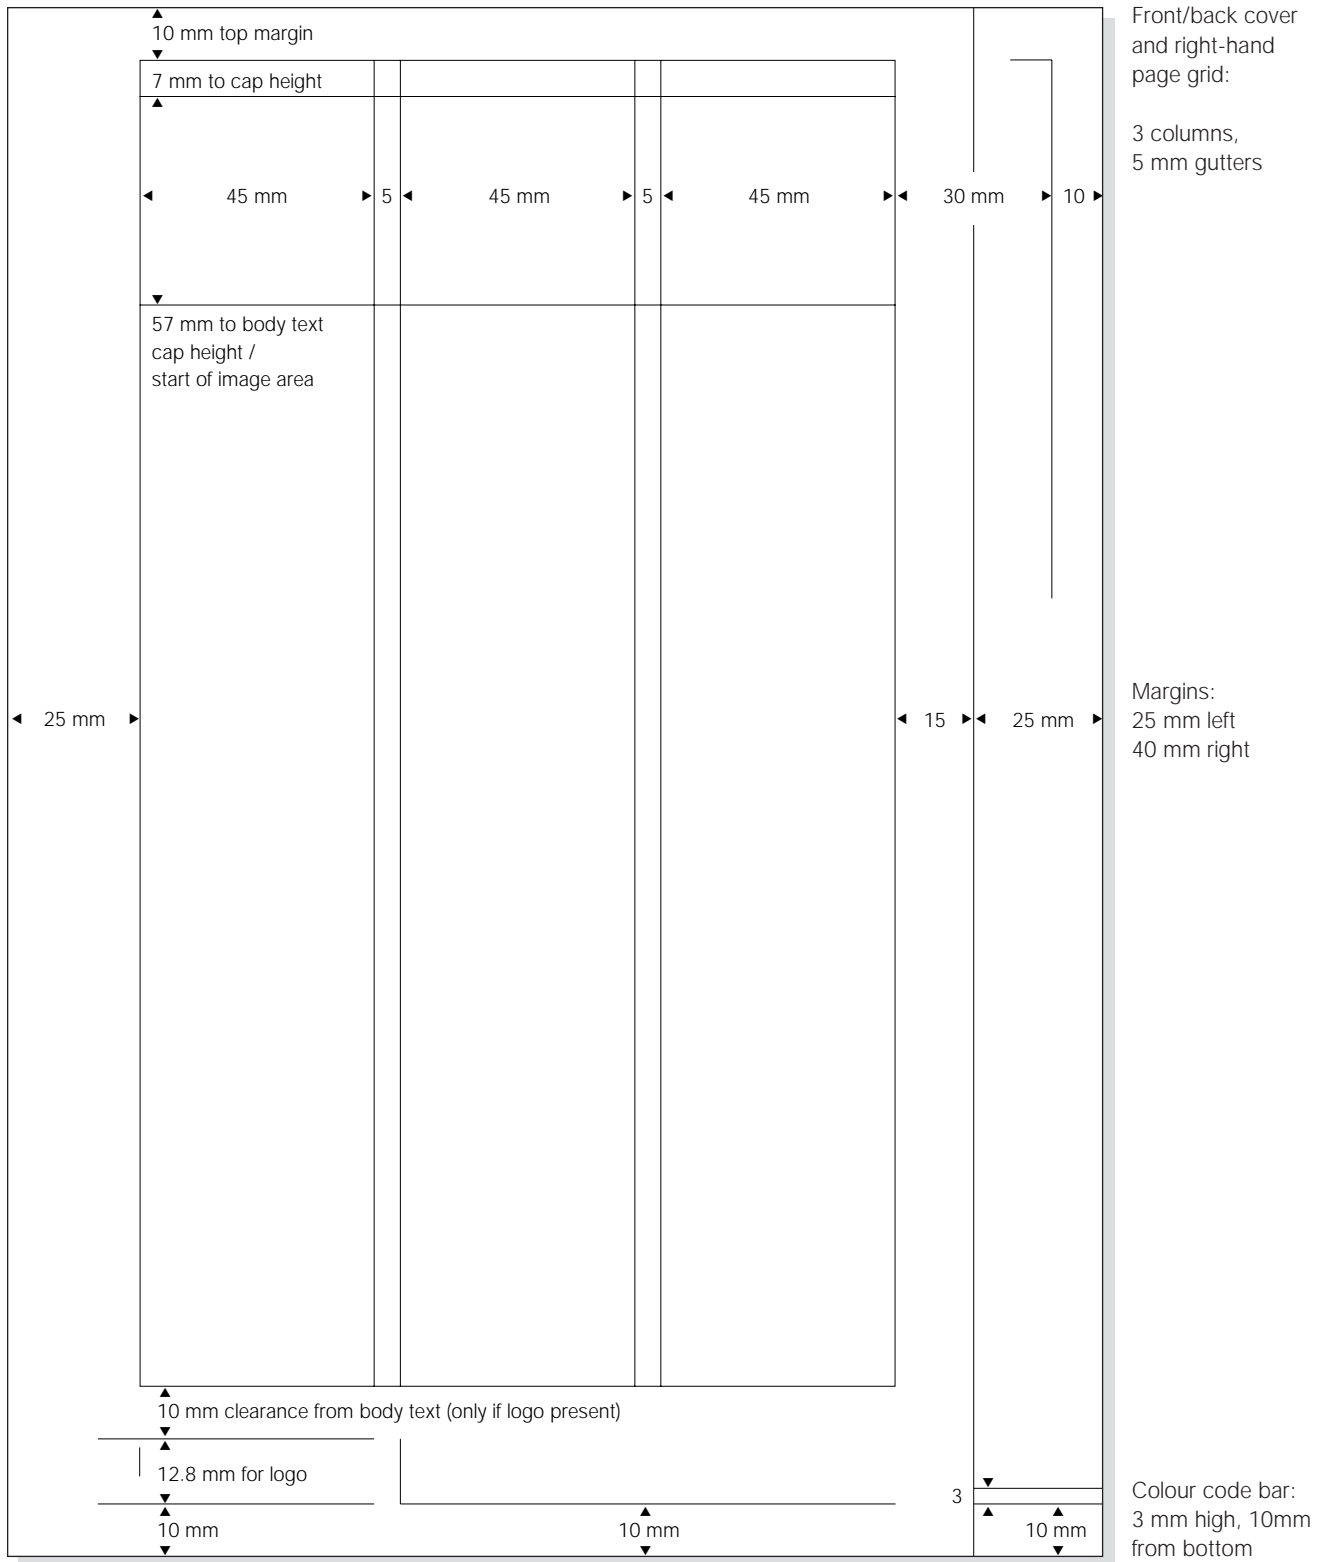 10 mm top margin
7 mm to cap height
45 mm 5 45 mm 5 45 mm 30 mm 10
57 mm to body text
cap height /
start of image area
25 mm 15 25 mm
10 mm clearance from body text (only if logo present)
12.8 mm for logo
3
10 mm 10 mm 10 mm
Front/back cover
and right-hand
page grid:
3 columns,
5 mm gutters
Margins:
25 mm left
40 mm right
Colour code bar:
3 mm high, 10mm
from bottom